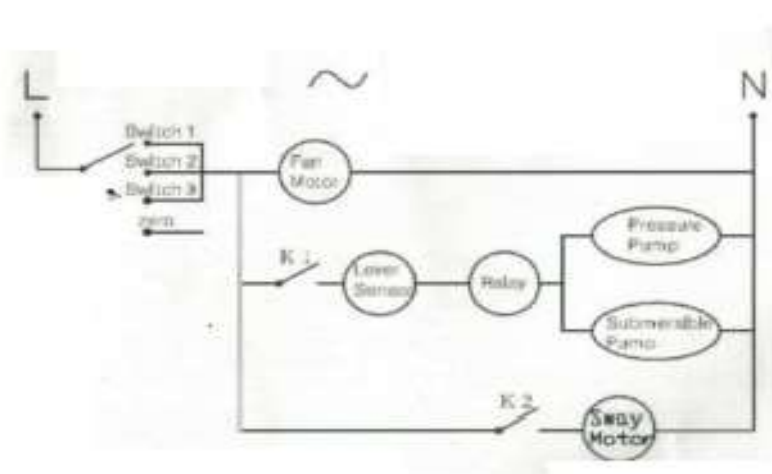 L
N
Switch 1
Switch 2
Switch 3
zero
Fan
Motor
Pressure
Pump
K 1
Lever
Sensor
Relay
Submersible
Pump
K 2
Sway
Motor